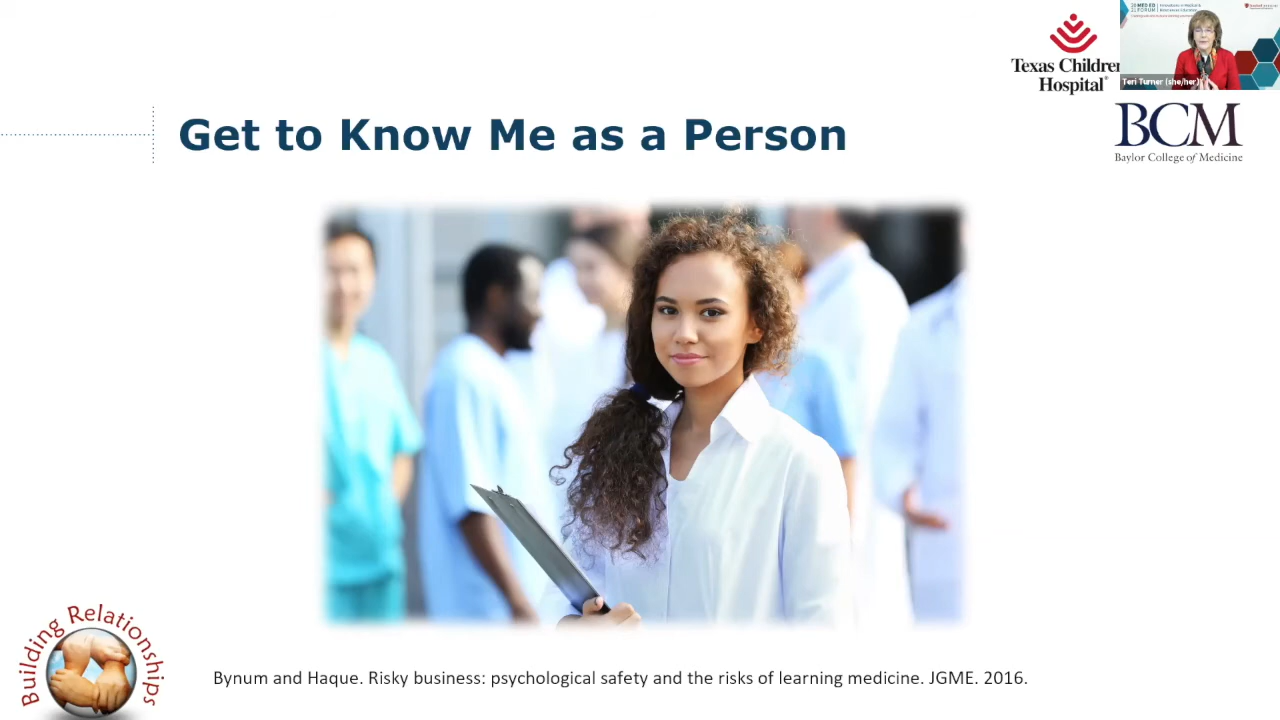 Texas Children
Hospital
Teri Turner (she/her)
BCM
Baylor College of Medicine
Get to Know Me as a Person
Building Relationships
Bynum and Haque. Risky business: psychological safety and the risks of learning medicine. JGME. 2016.